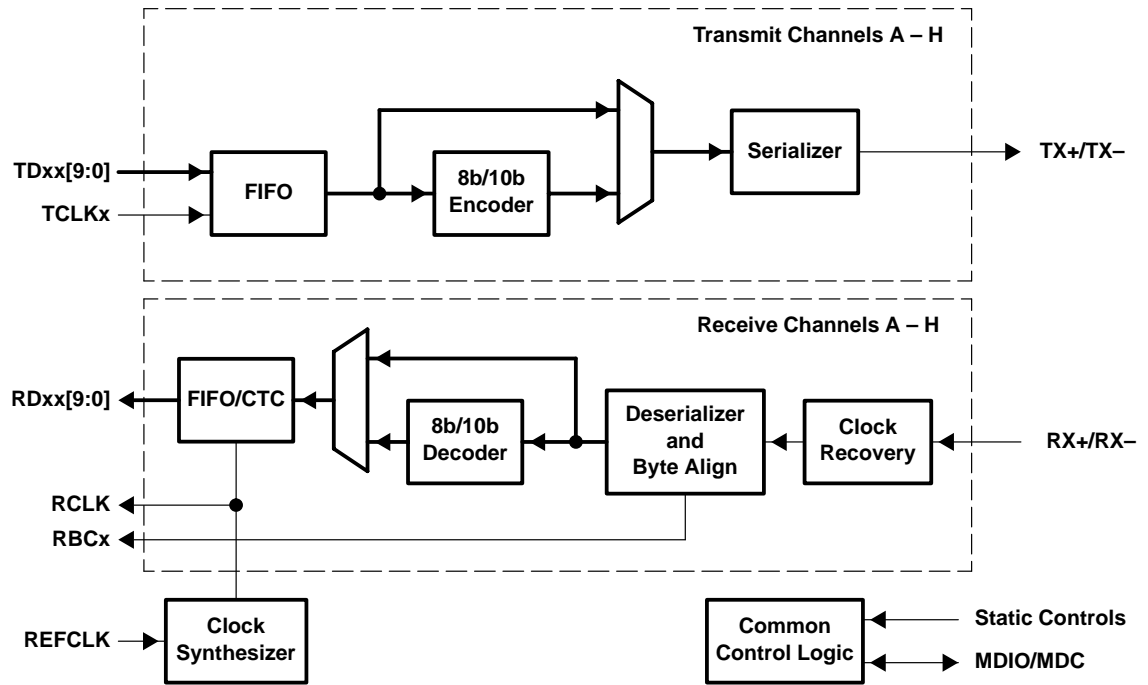 Transmit Channels A – H
TDxx[9:0]
TCLKx
FIFO
8b/10b
Encoder
Serializer
TX+/TX–
Receive Channels A – H
RDxx[9:0]
FIFO/CTC
8b/10b
Decoder
Deserializer
and
Byte Align
Clock
Recovery
RX+/RX–
RCLK
RBCx
REFCLK
Clock
Synthesizer
Common
Control Logic
Static Controls
MDIO/MDC